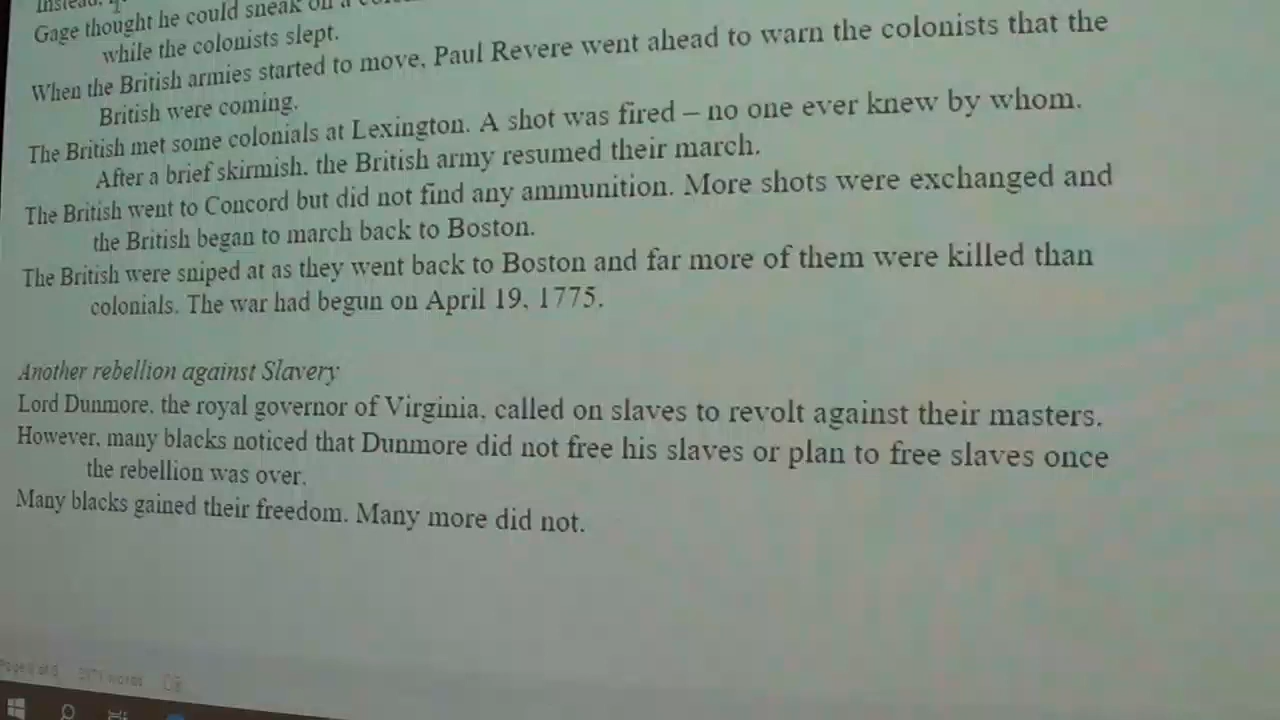 Instead,
Gage thought he could sneak on a
while the colonists slept.
When the British armies started to move, Paul Revere went ahead to warn the colonists that the
British were coming.
The British met some colonials at Lexington. A shot was fired – no one ever knew by whom.
After a brief skirmish, the British army resumed their march.
The British went to Concord but did not find any ammunition. More shots were exchanged and
the British began to march back to Boston.
The British were sniped at as they went back to Boston and far more of them were killed than
colonials. The war had begun on April 19, 1775.
Another rebellion against Slavery
Lord Dunmore, the royal governor of Virginia, called on slaves to revolt against their masters.
However, many blacks noticed that Dunmore did not free his slaves or plan to free slaves once
the rebellion was over.
Many blacks gained their freedom. Many more did not.
words